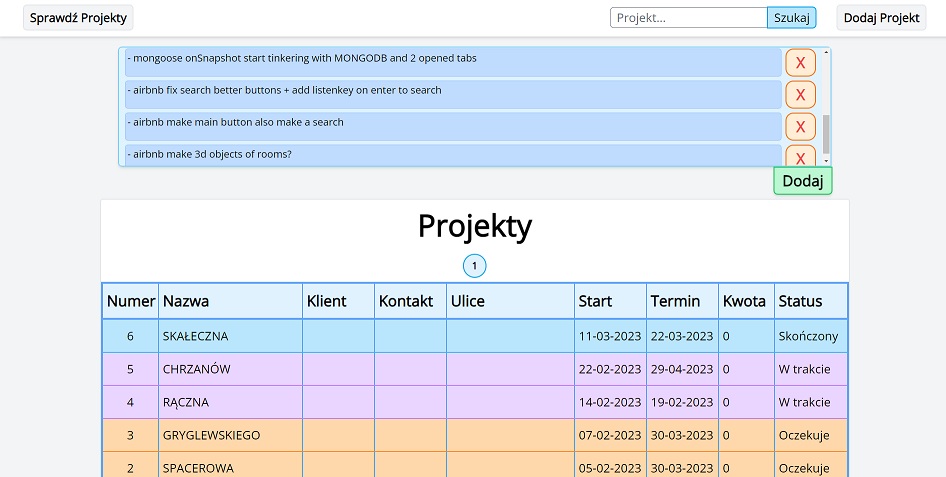 Sprawdź Projekty
Projekt...
Szukaj
Dodaj Projekt
- mongoose onSnapshot start tinkering with MONGODB and 2 opened tabs
X
- airbnb fix search better buttons + add listenkey on enter to search
X
- airbnb make main button also make a search
X
- airbnb make 3d objects of rooms?
X
Dodaj
Projekty
1
Numer Nazwa Klient Kontakt Ulice Start Termin Kwota Status
6 SKAŁECZNA 11-03-2023 22-03-2023 0 Skończony
5 CHRZANÓW 22-02-2023 29-04-2023 0 W trakcie
4 RĄCZNA 14-02-2023 19-02-2023 0 W trakcie
3 GRYGLEWSKIEGO 07-02-2023 30-03-2023 0 Oczekuje
2 SPACEROWA 05-02-2023 30-03-2023 0 Oczekuje